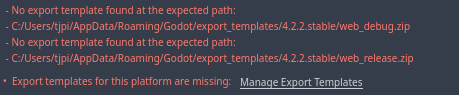 - No export template found at the expected path:
- C:/Users/tjpi/AppData/Roaming/Godot/export_templates/4.2.2.stable/web_debug.zip
- No export template found at the expected path:
- C:/Users/tjpi/AppData/Roaming/Godot/export_templates/4.2.2.stable/web_release.zip
• Export templates for this platform are missing: Manage Export Templates